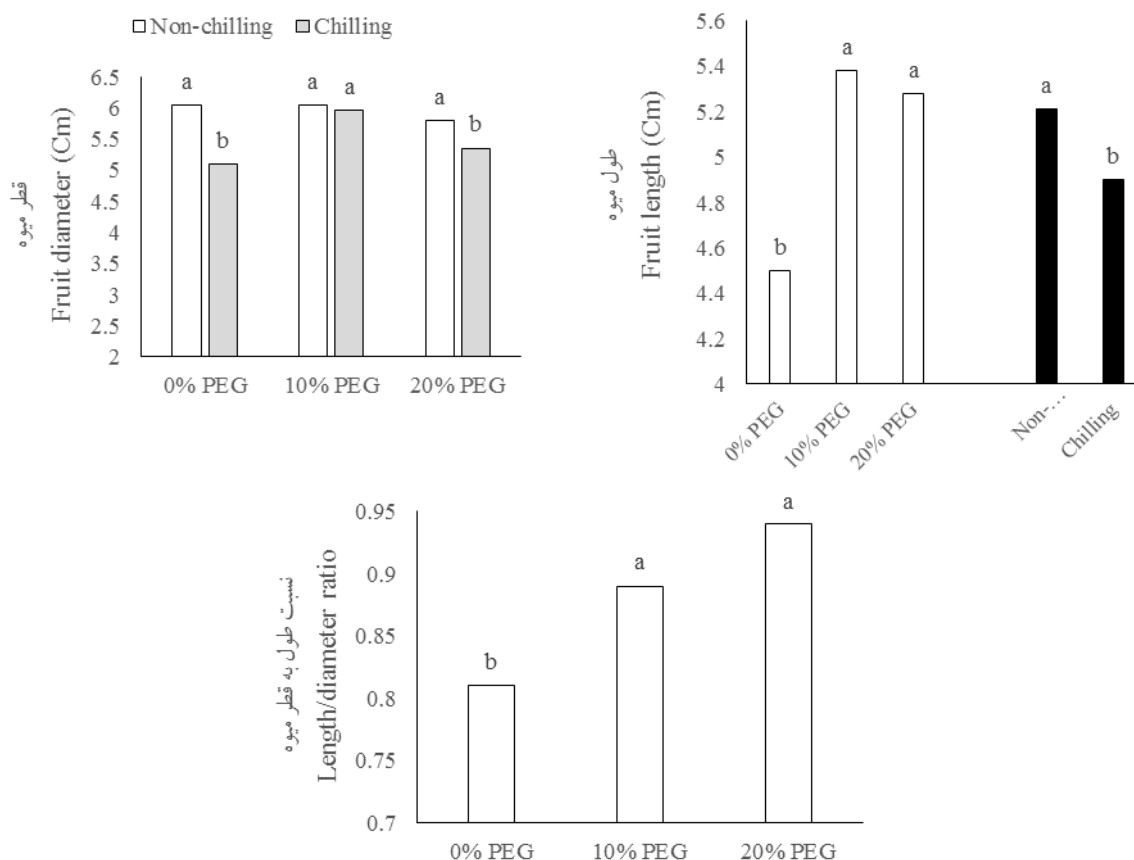 Non-chilling
Chilling
قطر میوه
Fruit diameter (Cm)
6.5
6
5.5
5
4.5
4
3.5
3
2.5
2
a
b
a
a
a
b
0% PEG
10% PEG
20% PEG
طول میوه
Fruit length (Cm)
5.6
5.4
5.2
5
4.8
4.6
4.4
4.2
4
b
a
a
a
b
0% PEG
10% PEG
20% PEG
Non-…
Chilling
نسبت طول به قطر میوه
Length/diameter ratio
0.95
0.9
0.85
0.8
0.75
0.7
b
a
a
0% PEG
10% PEG
20% PEG